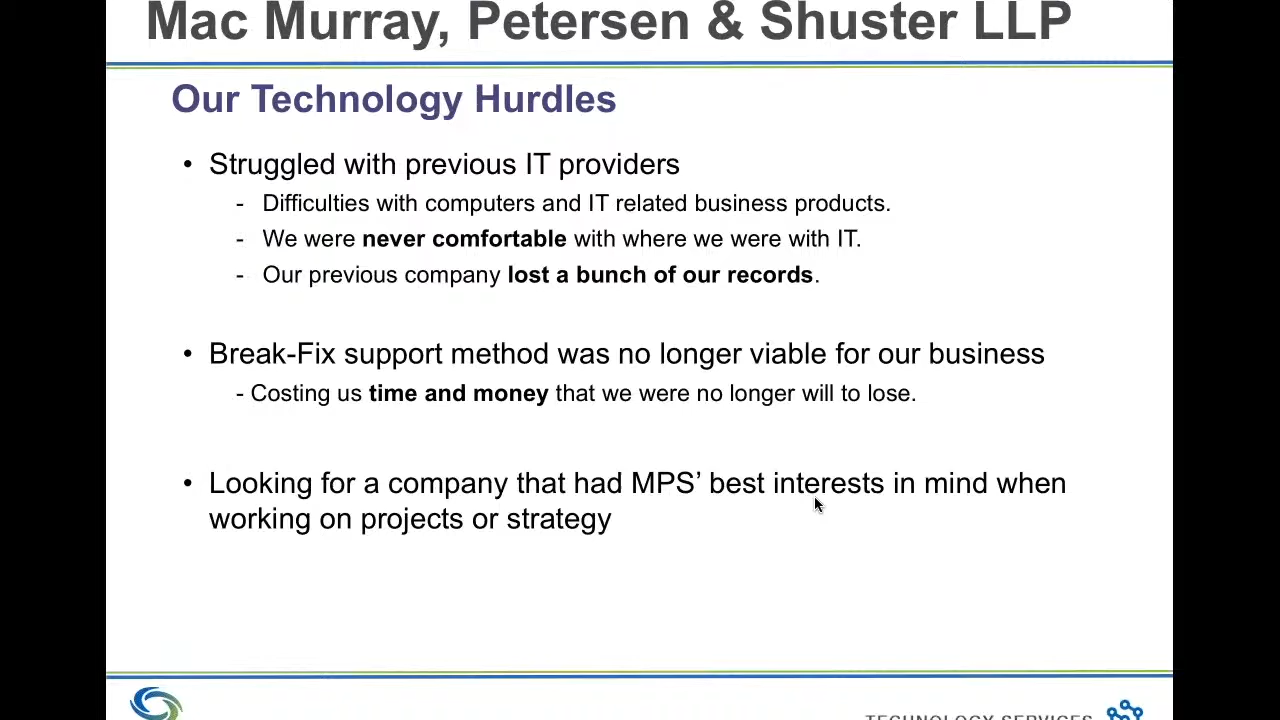 Mac Murray, Petersen & Shuster LLP
Our Technology Hurdles
• Struggled with previous IT providers
- Difficulties with computers and IT related business products.
- We were never comfortable with where we were with IT.
- Our previous company lost a bunch of our records.
• Break-Fix support method was no longer viable for our business
- Costing us time and money that we were no longer will to lose.
• Looking for a company that had MPS’ best interests in mind when
working on projects or strategy
TECHNOLOGY SERVICES